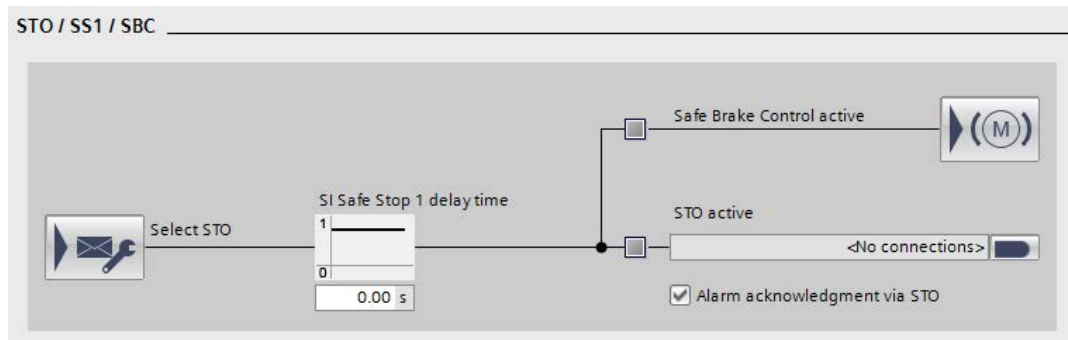 STO / SS1 / SBC
Safe Brake Control active
M
SI Safe Stop 1 delay time
Select STO
1
0
0.00 s
STO active
<No connections>
Alarm acknowledgment via STO